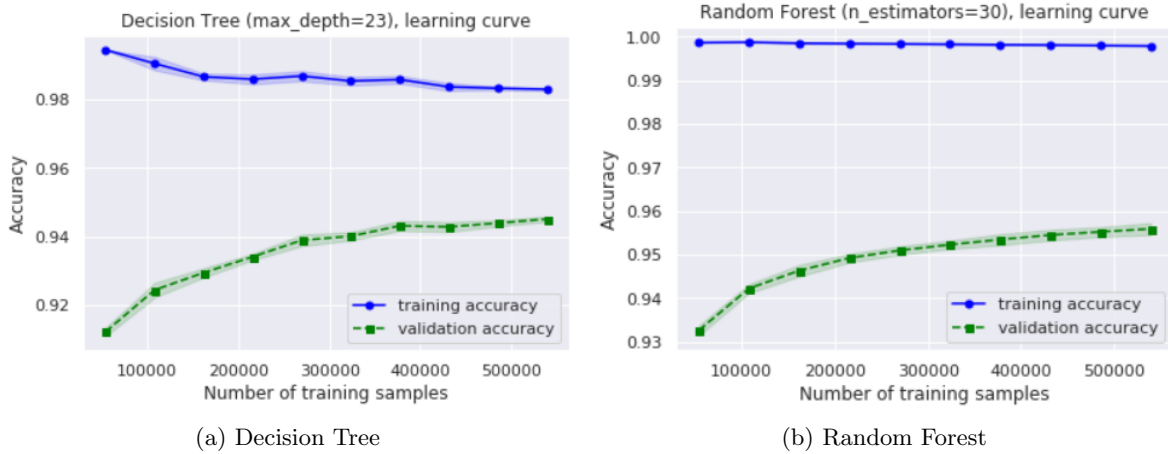 Decision Tree (max_depth=23), learning curve
0.98
0.96
0.94
0.92
Accuracy
training accuracy
validation accuracy
100000 200000 300000 400000 500000
Number of training samples
(a) Decision Tree
Random Forest (n_estimators=30), learning curve
1.00
0.99
0.98
0.97
0.96
0.95
0.94
0.93
Accuracy
training accuracy
validation accuracy
100000 200000 300000 400000 500000
Number of training samples
(b) Random Forest